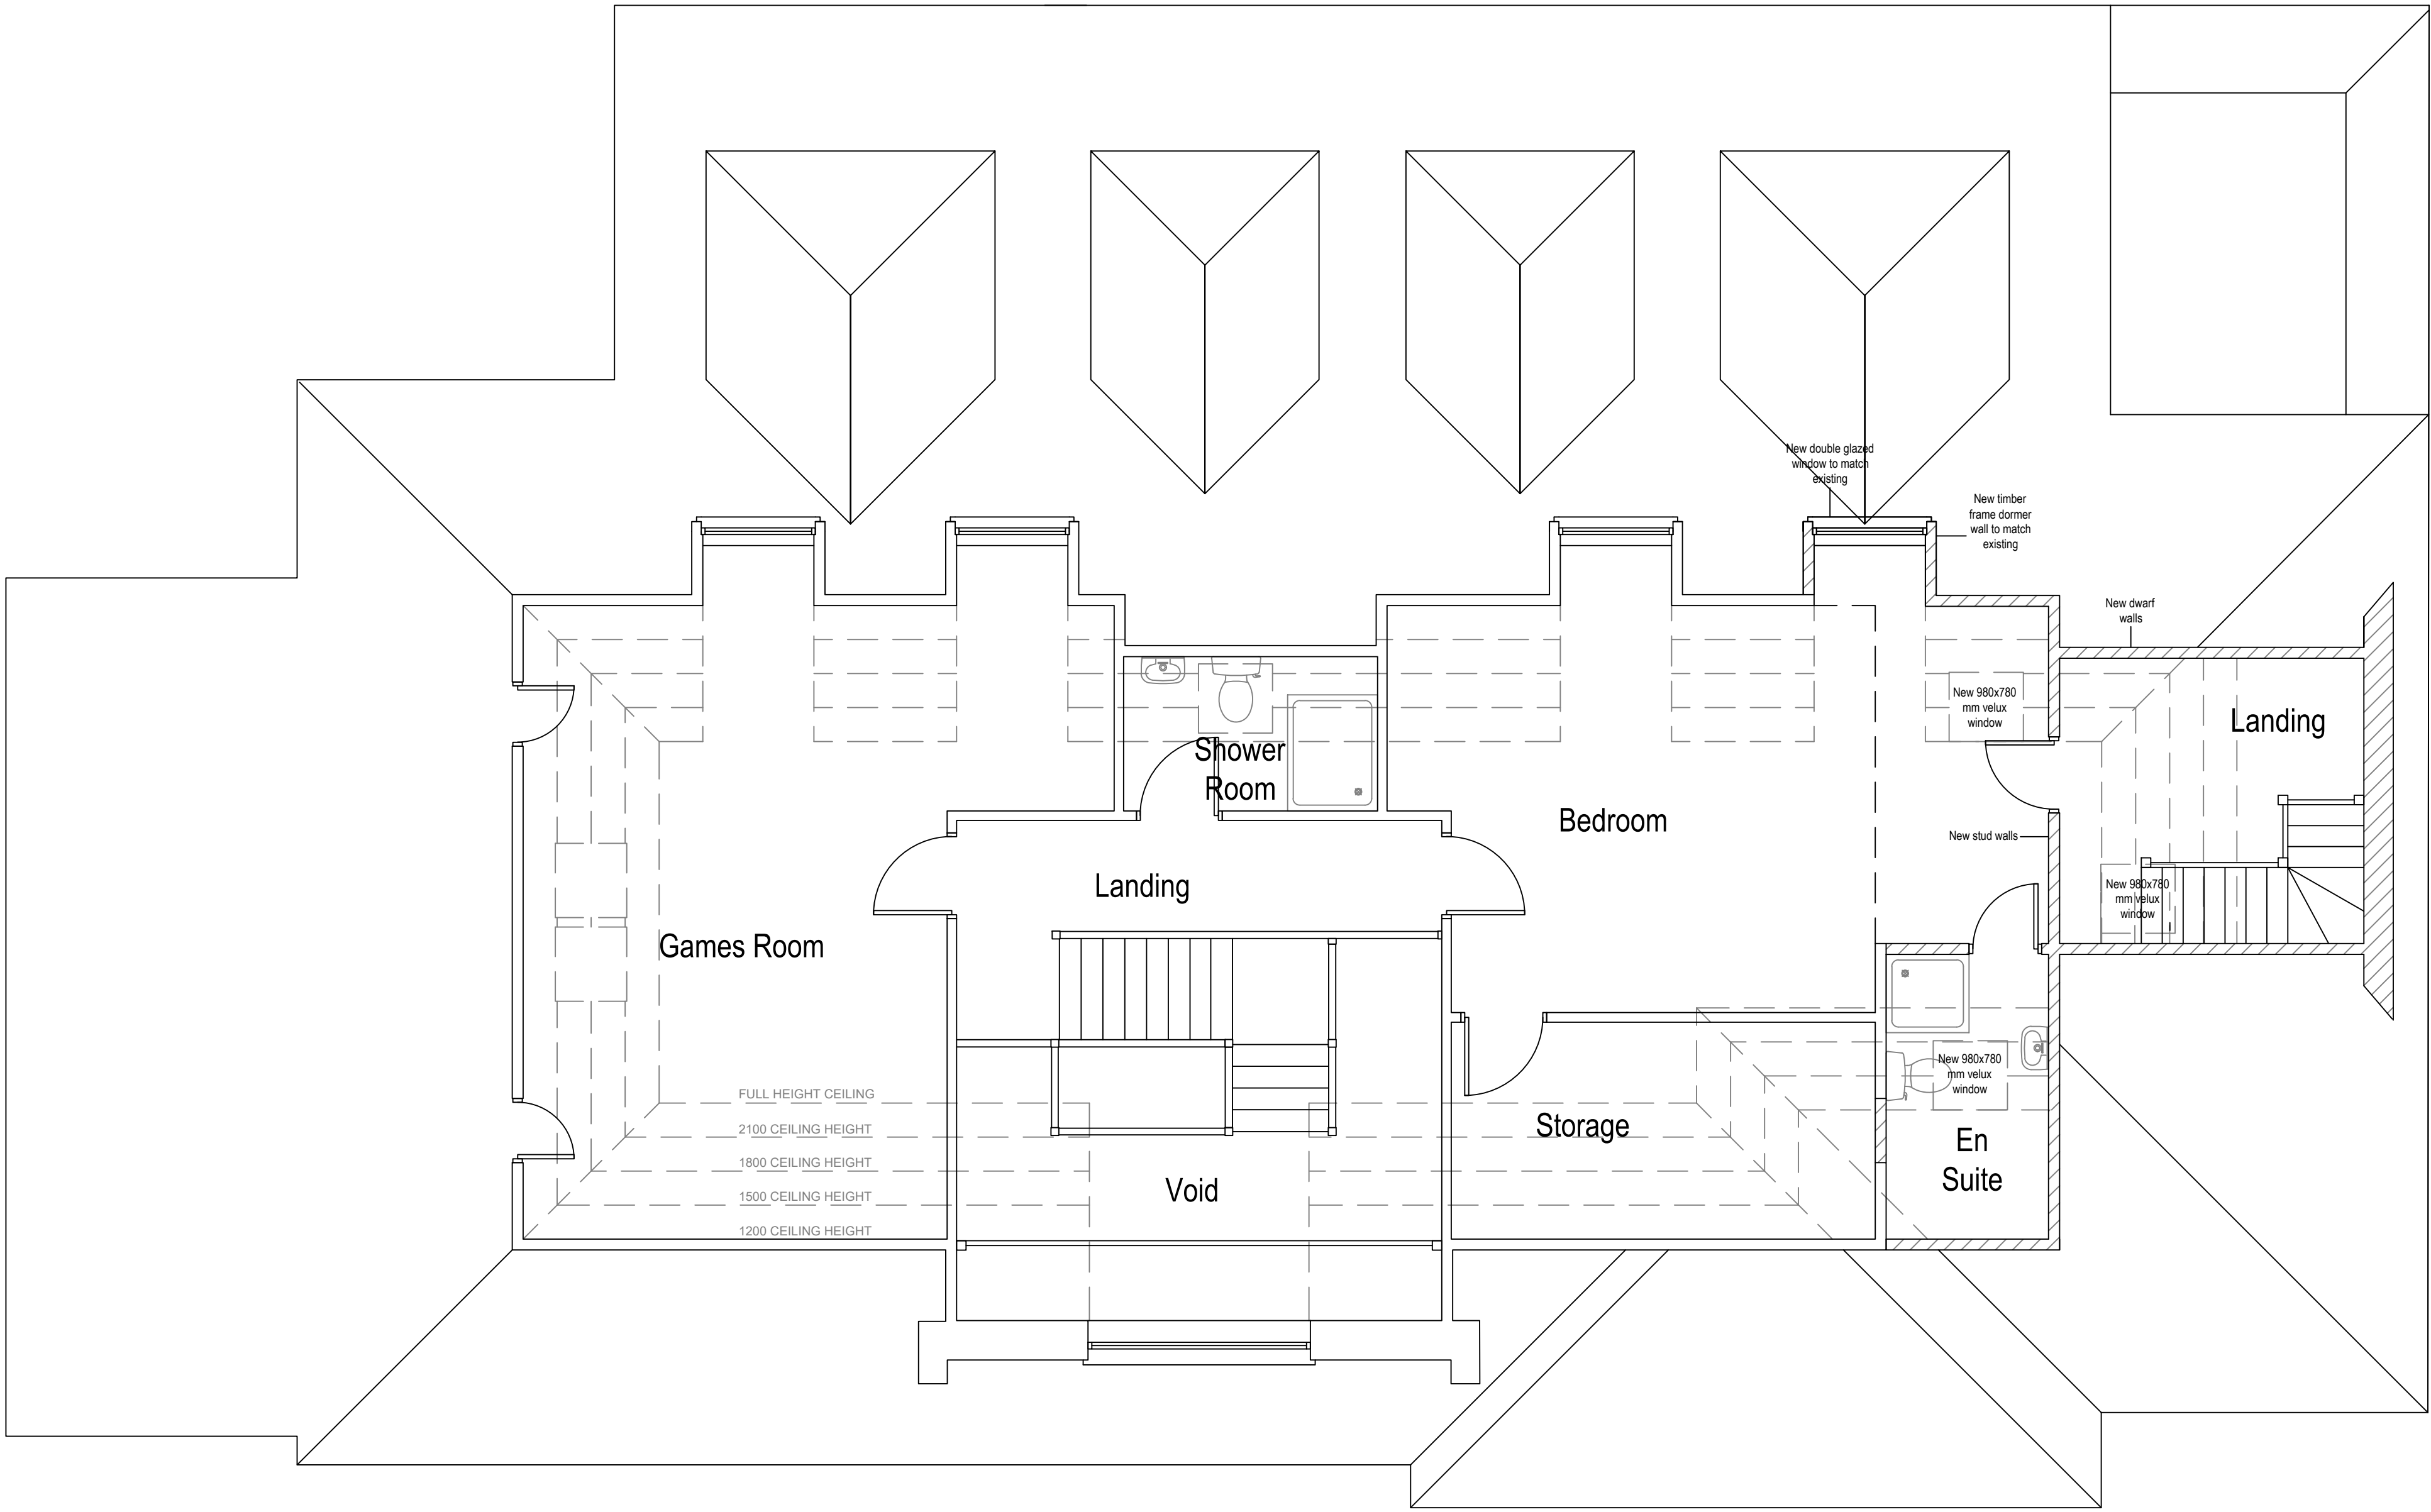 New double glazed
window to match
existing
New timber
frame dormer
wall to match
existing
New dwarf
walls
New 980x780
mm velux
window
Landing
Shower
Room
Bedroom
New stud walls
Landing
New 980x780
mm velux
window
Games Room
New 980x780
mm velux
window
FULL HEIGHT CEILING
2100 CEILING HEIGHT
1800 CEILING HEIGHT
1500 CEILING HEIGHT
1200 CEILING HEIGHT
Storage
En
Suite
Void